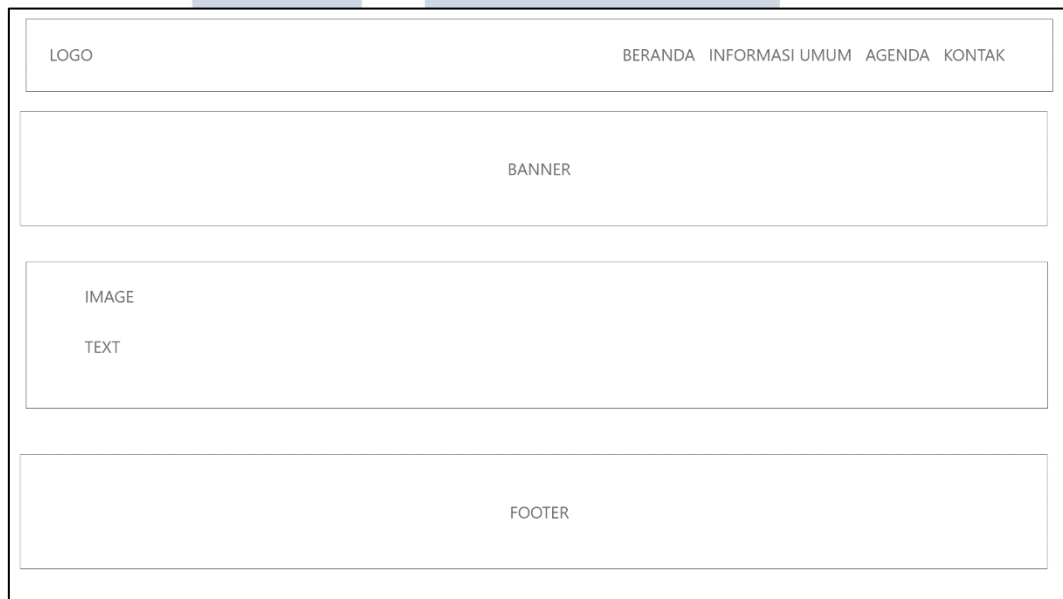 LOGO BERANDA INFORMASI UMUM AGENDA KONTAK
BANNER
IMAGE
TEXT
FOOTER